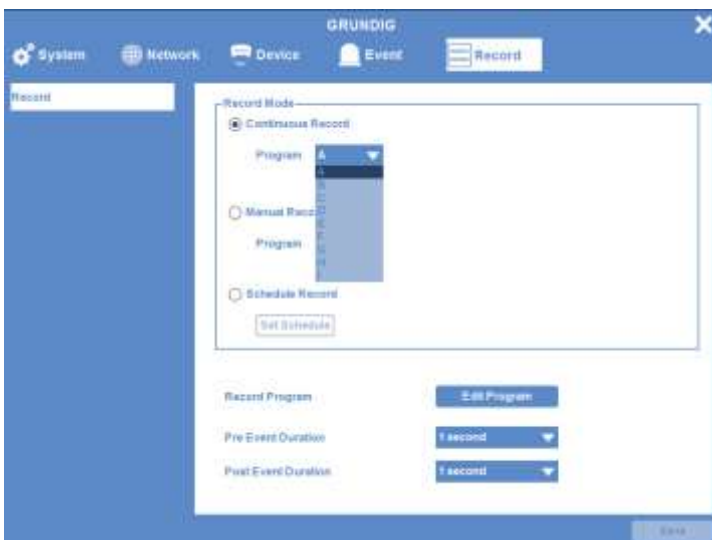 GRUNDIG
System Network Device Event Record
Record
Record Mode
Continuous Record
Program A
A
B
C
D
E
F
G
H
I
Manual Reco
Program
Schedule Record
Set Schedule
Record Program Edit Program
Pre Event Duration 1 second
Post Event Duration 1 second
Save